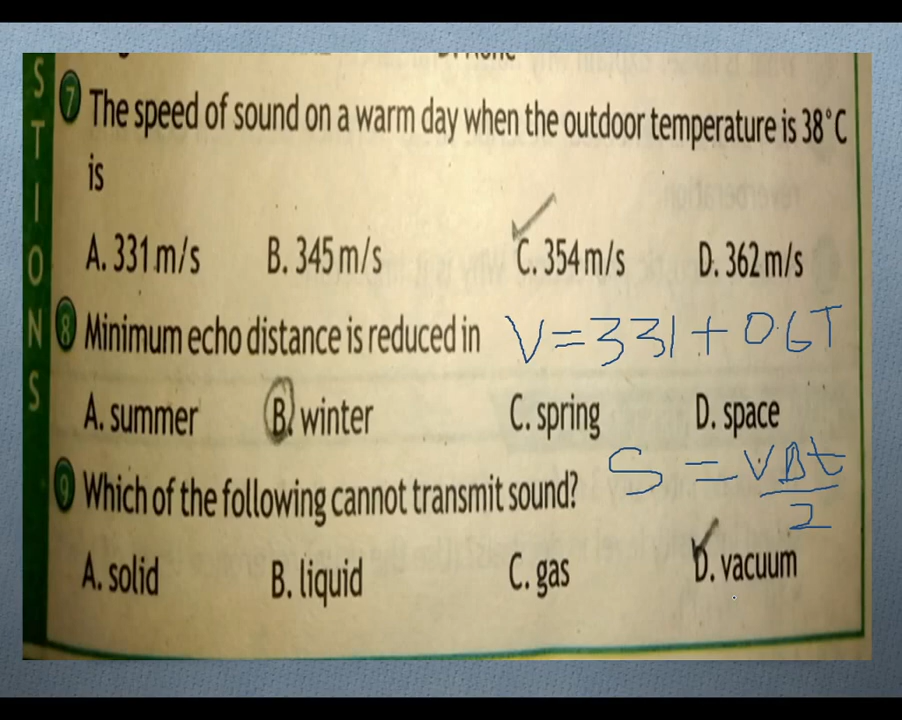 STIONS
7 The speed of sound on a warm day when the outdoor temperature is 38°C
is
A. 331 m/s B. 345 m/s C. 354 m/s D. 362 m/s
8 Minimum echo distance is reduced in
V = 331 + 0.6T
A. summer B. winter C. spring D. space
S = VΔt/2
9 Which of the following cannot transmit sound?
A. solid B. liquid C. gas D. vacuum